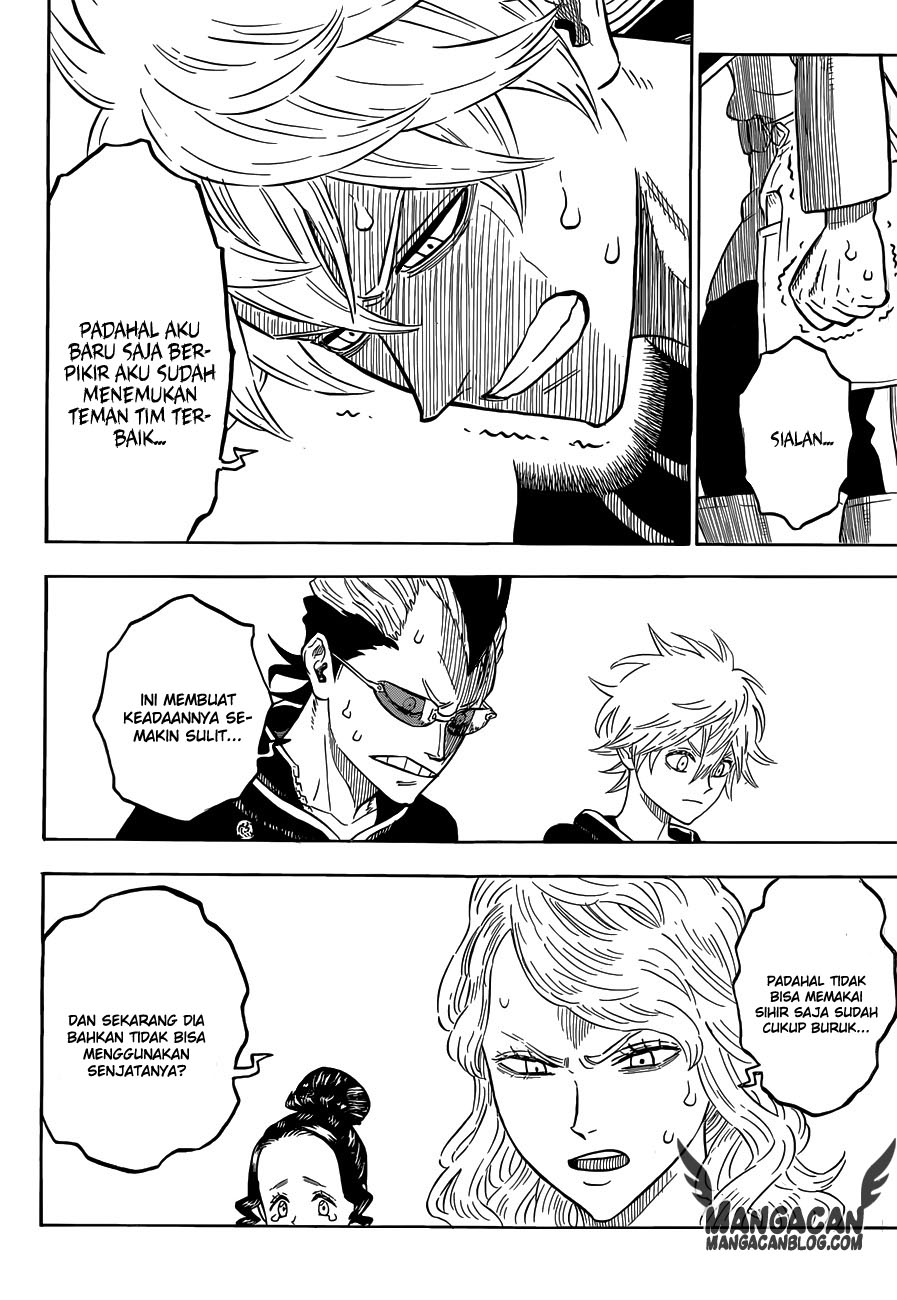 SIALAN...
PADAHAL AKU
BARU SAJA BER-
PIKIR AKU SUDAH
MENEMUKAN
TEMAN TIM TER-
BAIK...
INI MEMBUAT
KEADAANNYA SE-
MAKIN SULIT...
PADAHAL TIDAK
BISA MEMAKAI
SIHIR SAJA SUDAH
CUKUP BURUK...
DAN SEKARANG DIA
BAHKAN TIDAK BISA
MENGGUNAKAN
SENJATANYA?
MANGACAN
MANGACANBLOG.COM